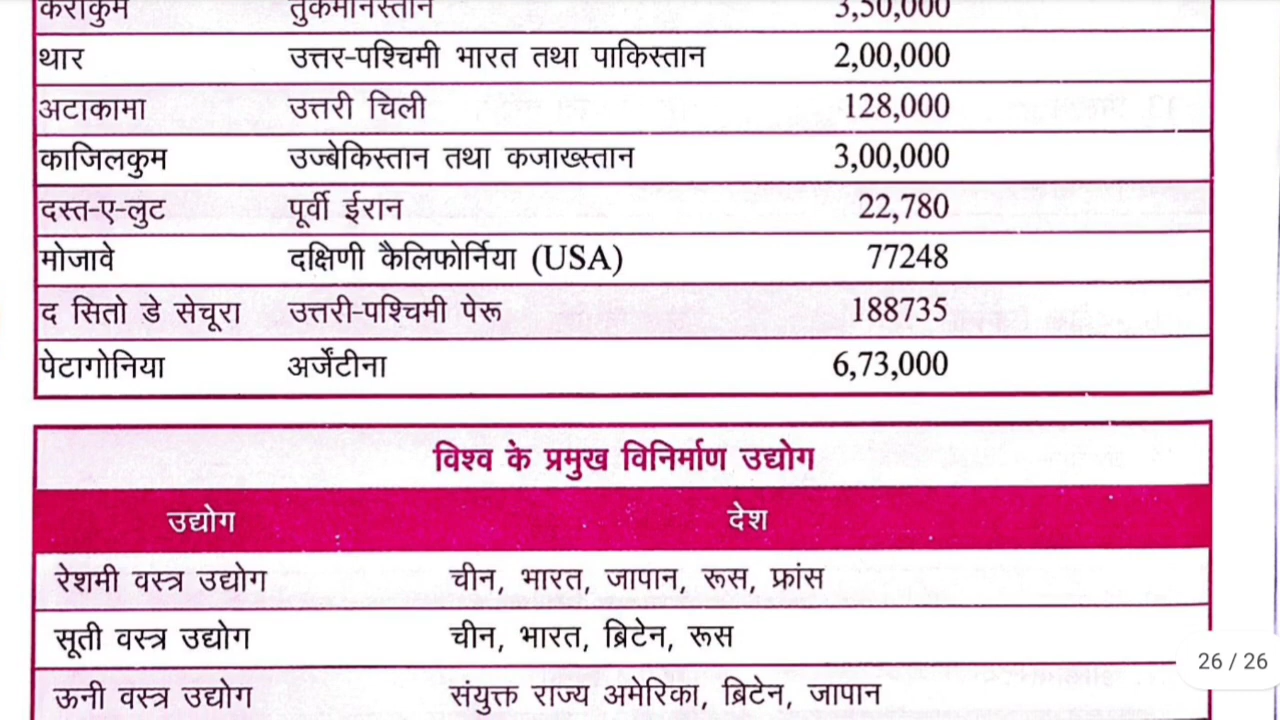 कराकुम तुर्कमानिस्तान 3,50,000
थार उत्तर-पश्चिमी भारत तथा पाकिस्तान 2,00,000
अटाकामा उत्तरी चिली 128,000
काजिलकुम उज्बेकिस्तान तथा कजाख्स्तान 3,00,000
दस्त-ए-लुट पूर्वी ईरान 22,780
मोजावे दक्षिणी कैलिफोर्निया (USA) 77248
द सितो डे सेचूरा उत्तरी-पश्चिमी पेरू 188735
पेटागोनिया अर्जेंटीना 6,73,000
विश्व के प्रमुख विनिर्माण उद्योग
उद्योग देश
रेशमी वस्त्र उद्योग चीन, भारत, जापान, रूस, फ्रांस
सूती वस्त्र उद्योग चीन, भारत, ब्रिटेन, रूस
26 / 26
ऊनी वस्त्र उद्योग संयुक्त राज्य अमेरिका, ब्रिटेन, जापान